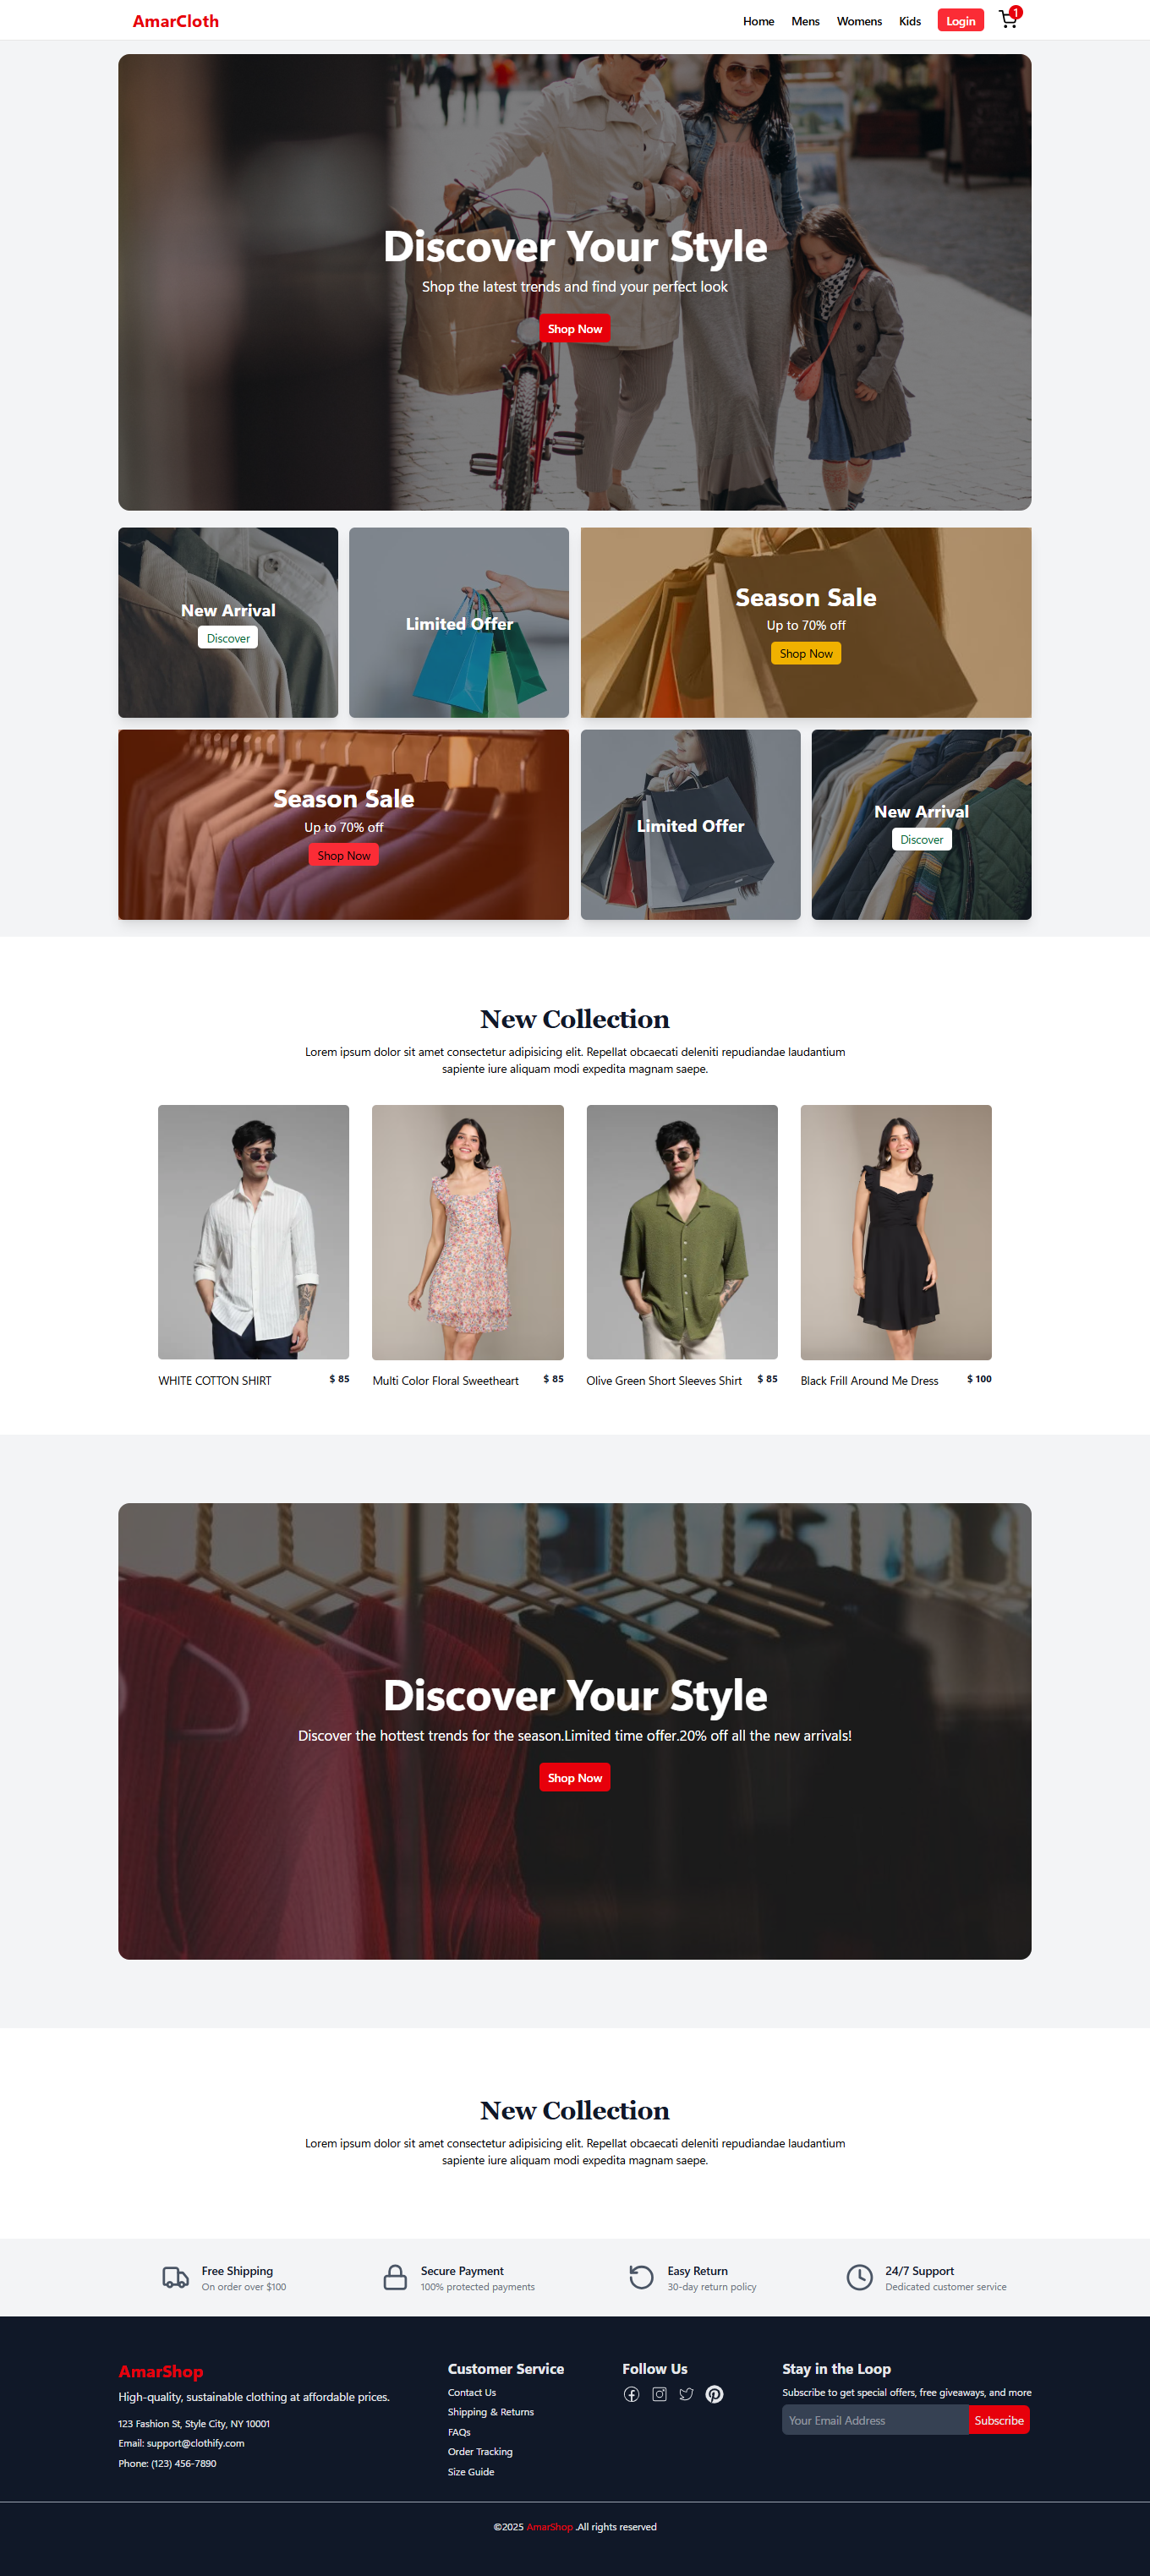 AmarCloth
Home Mens Womens Kids Login 1
Discover Your Style
Shop the latest trends and find your perfect look
Shop Now
New Arrival
Discover
Limited Offer
Season Sale
Up to 70% off
Shop Now
Season Sale
Up to 70% off
Shop Now
Limited Offer
New Arrival
Discover
New Collection
Lorem ipsum dolor sit amet consectetur adipisicing elit. Repellat obcaecati deleniti repudiandae laudantium
sapiente iure aliquam modi expedita magnam saepe.
WHITE COTTON SHIRT $ 85
Multi Color Floral Sweetheart $ 85
Olive Green Short Sleeves Shirt $ 85
Black Frill Around Me Dress $ 100
Discover Your Style
Discover the hottest trends for the season.Limited time offer.20% off all the new arrivals!
Shop Now
New Collection
Lorem ipsum dolor sit amet consectetur adipisicing elit. Repellat obcaecati deleniti repudiandae laudantium
sapiente iure aliquam modi expedita magnam saepe.
Free Shipping
On order over $100
Secure Payment
100% protected payments
Easy Return
30-day return policy
24/7 Support
Dedicated customer service
AmarShop
High-quality, sustainable clothing at affordable prices.
123 Fashion St, Style City, NY 10001
Email: support@clothify.com
Phone: (123) 456-7890
Customer Service
Contact Us
Shipping & Returns
FAQs
Order Tracking
Size Guide
Follow Us
Stay in the Loop
Subscribe to get special offers, free giveaways, and more
Your Email Address Subscribe
©2025 AmarShop .All rights reserved